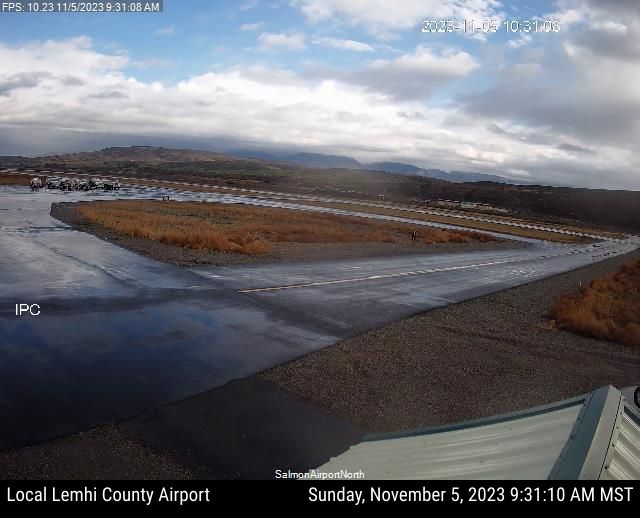 FPS: 10.23 11/5/2023 9:31:08 AM
2023-11-05 10:31:08
IPC
SalmonAirportNorth
Local Lemhi County Airport
Sunday, November 5, 2023 9:31:10 AM MST